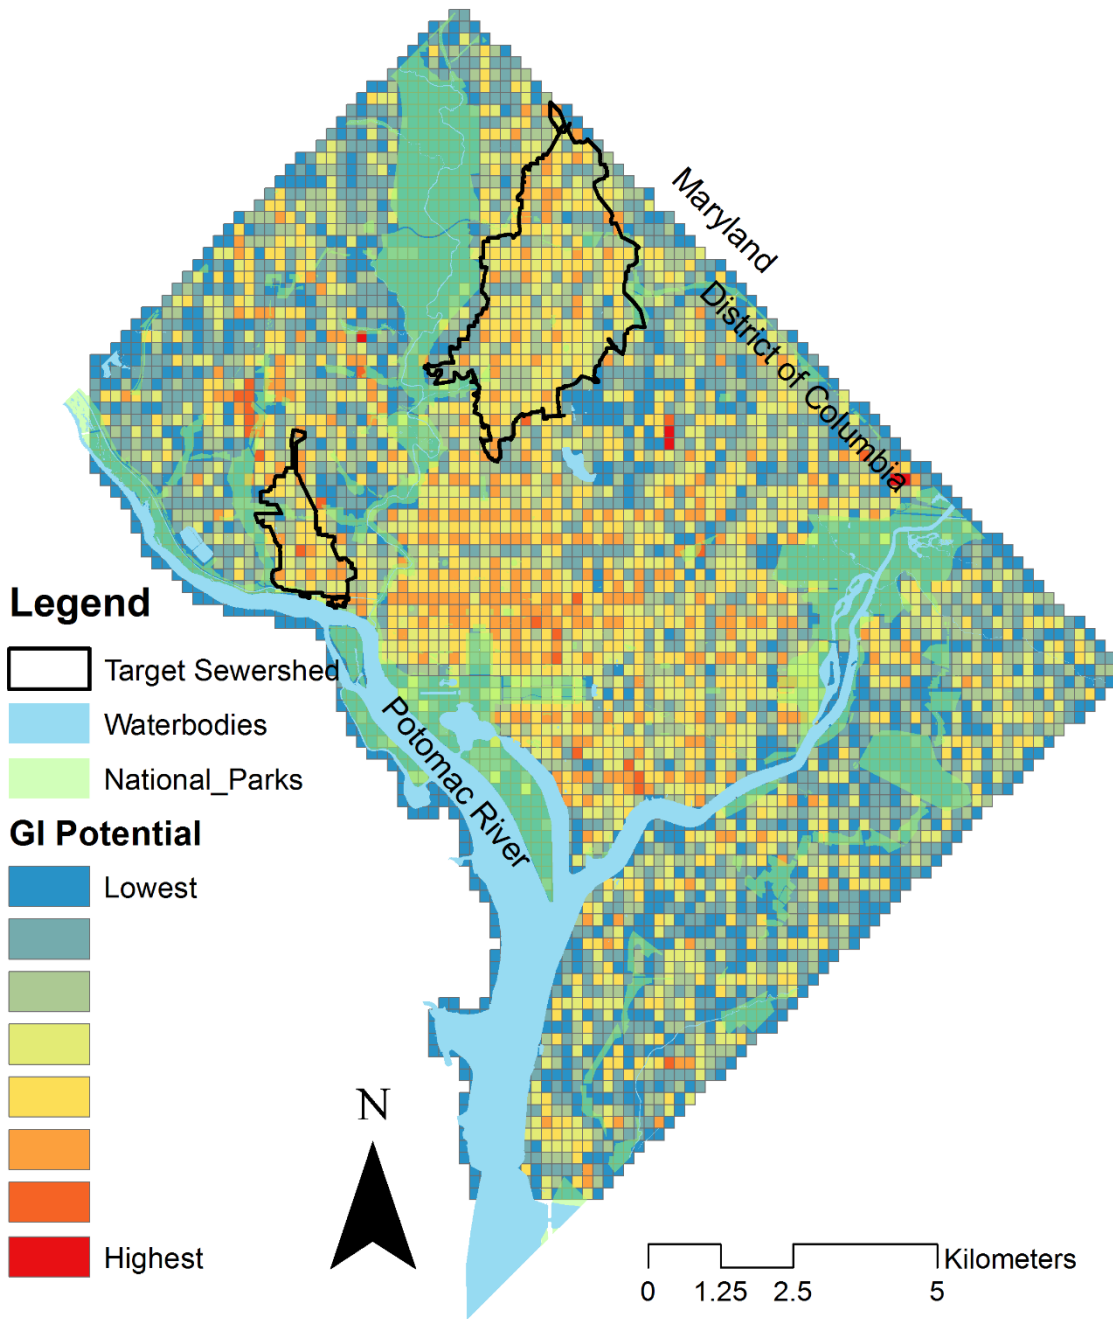 Maryland
District of Columbia
Potomac River
Legend
Target Sewershed
Waterbodies
National_Parks
GI Potential
Lowest
Highest
N
Kilometers
0 1.25 2.5 5